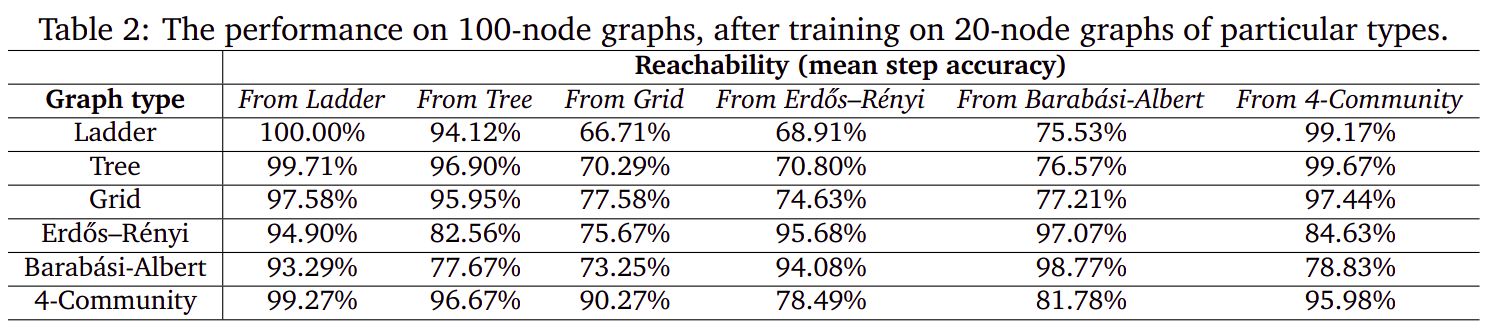 Table 2: The performance on 100-node graphs, after training on 20-node graphs of particular types.
Reachability (mean step accuracy)
Graph type From Ladder From Tree From Grid From Erdős–Rényi From Barabási-Albert From 4-Community
Ladder 100.00% 94.12% 66.71% 68.91% 75.53% 99.17%
Tree 99.71% 96.90% 70.29% 70.80% 76.57% 99.67%
Grid 97.58% 95.95% 77.58% 74.63% 77.21% 97.44%
Erdős–Rényi 94.90% 82.56% 75.67% 95.68% 97.07% 84.63%
Barabási-Albert 93.29% 77.67% 73.25% 94.08% 98.77% 78.83%
4-Community 99.27% 96.67% 90.27% 78.49% 81.78% 95.98%